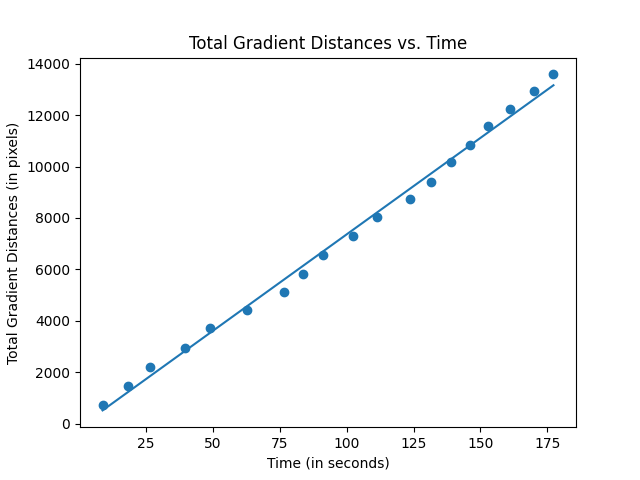 Total Gradient Distances vs. Time
14000
12000
10000
8000
6000
4000
2000
0
Total Gradient Distances (in pixels)
25 50 75 100 125 150 175
Time (in seconds)